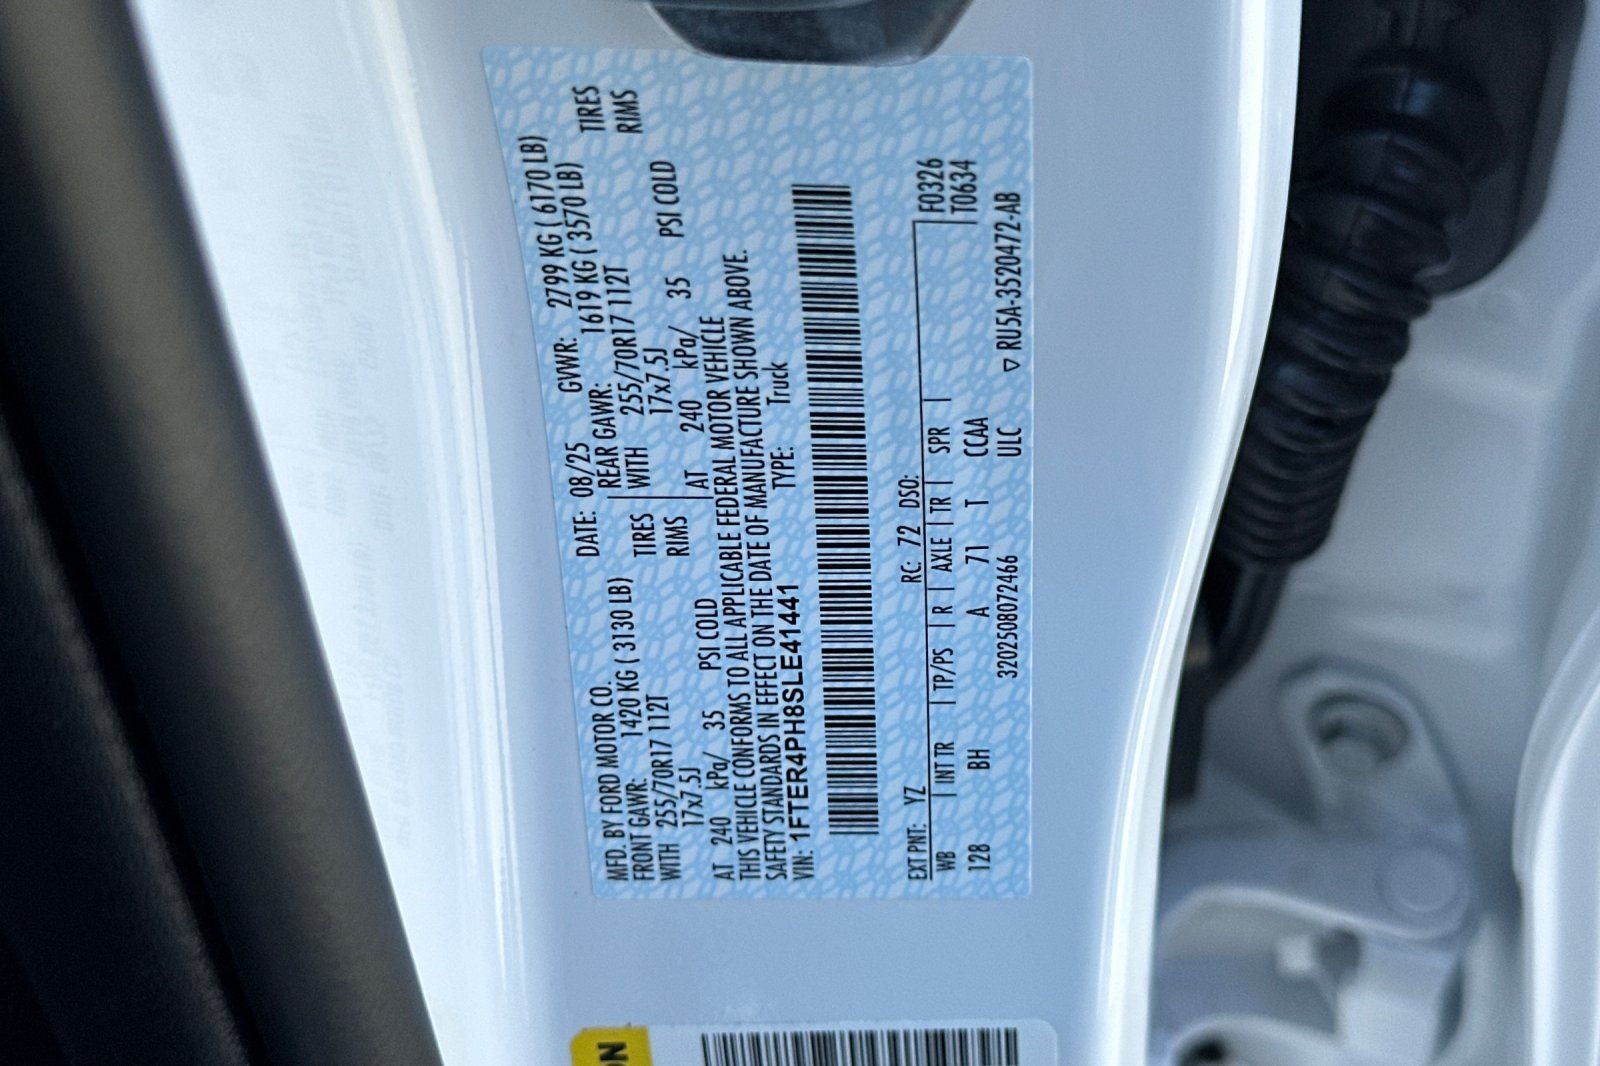 MFD. BY FORD MOTOR CO. DATE: 08/25 GVWR: 2799 KG ( 6170 LB)
FRONT GAWR: 1420 KG ( 3130 LB) REAR GAWR: 1619 KG ( 3570 LB)
WITH 255/70R17 112T TIRES WITH 255/70R17 112T TIRES
17x7.5J RIMS 17x7.5J RIMS
AT 240 kPa/ 35 PSI COLD AT 240 kPa/ 35 PSI COLD
THIS VEHICLE CONFORMS TO ALL APPLICABLE FEDERAL MOTOR VEHICLE
SAFETY STANDARDS IN EFFECT ON THE DATE OF MANUFACTURE SHOWN ABOVE.
VIN: 1FTER4PH8SLE41441 TYPE: Truck
EXT PNT: YZ RC: 72 DSO: F0326
WB INT TR TP/PS R AXLE TR SPR T0634
128 BH A 71 T CCAA
3202508072466 ULC ▽ RU5A-3520472-AB
ON